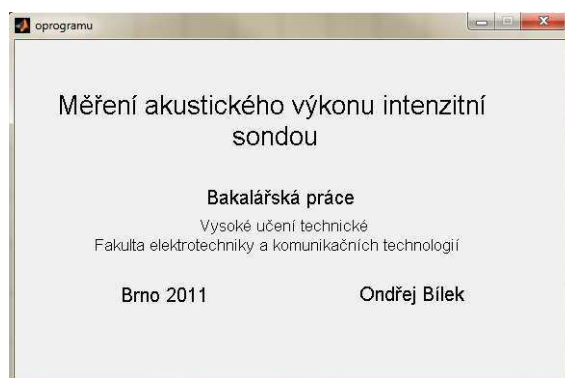 oprogramu
Měření akustického výkonu intenzitní
sondou
Bakalářská práce
Vysoké učení technické
Fakulta elektrotechniky a komunikačních technologií
Brno 2011 Ondřej Bílek